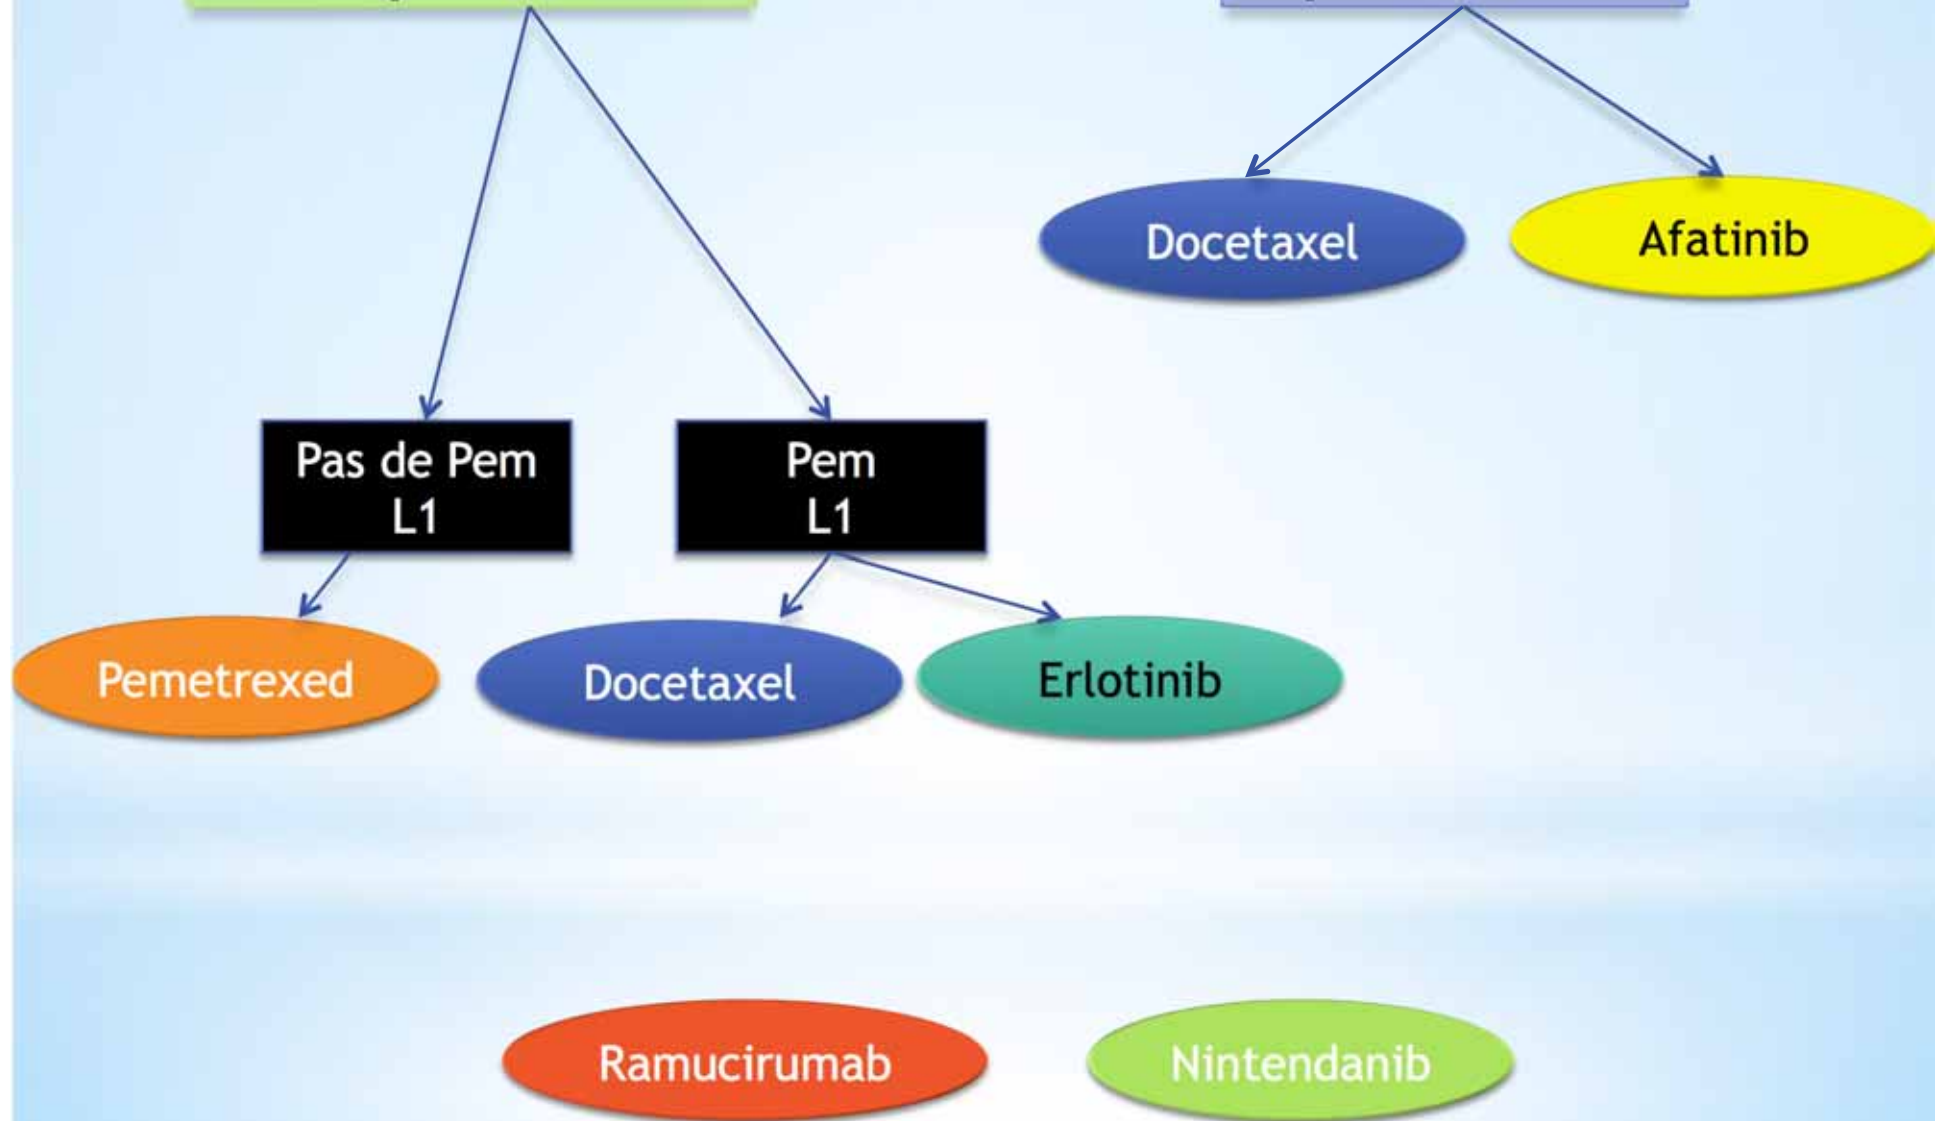 Docetaxel
Afatinib
Pas de Pem
L1
Pem
L1
Pemetrexed
Docetaxel
Erlotinib
Ramucirumab
Nintendanib